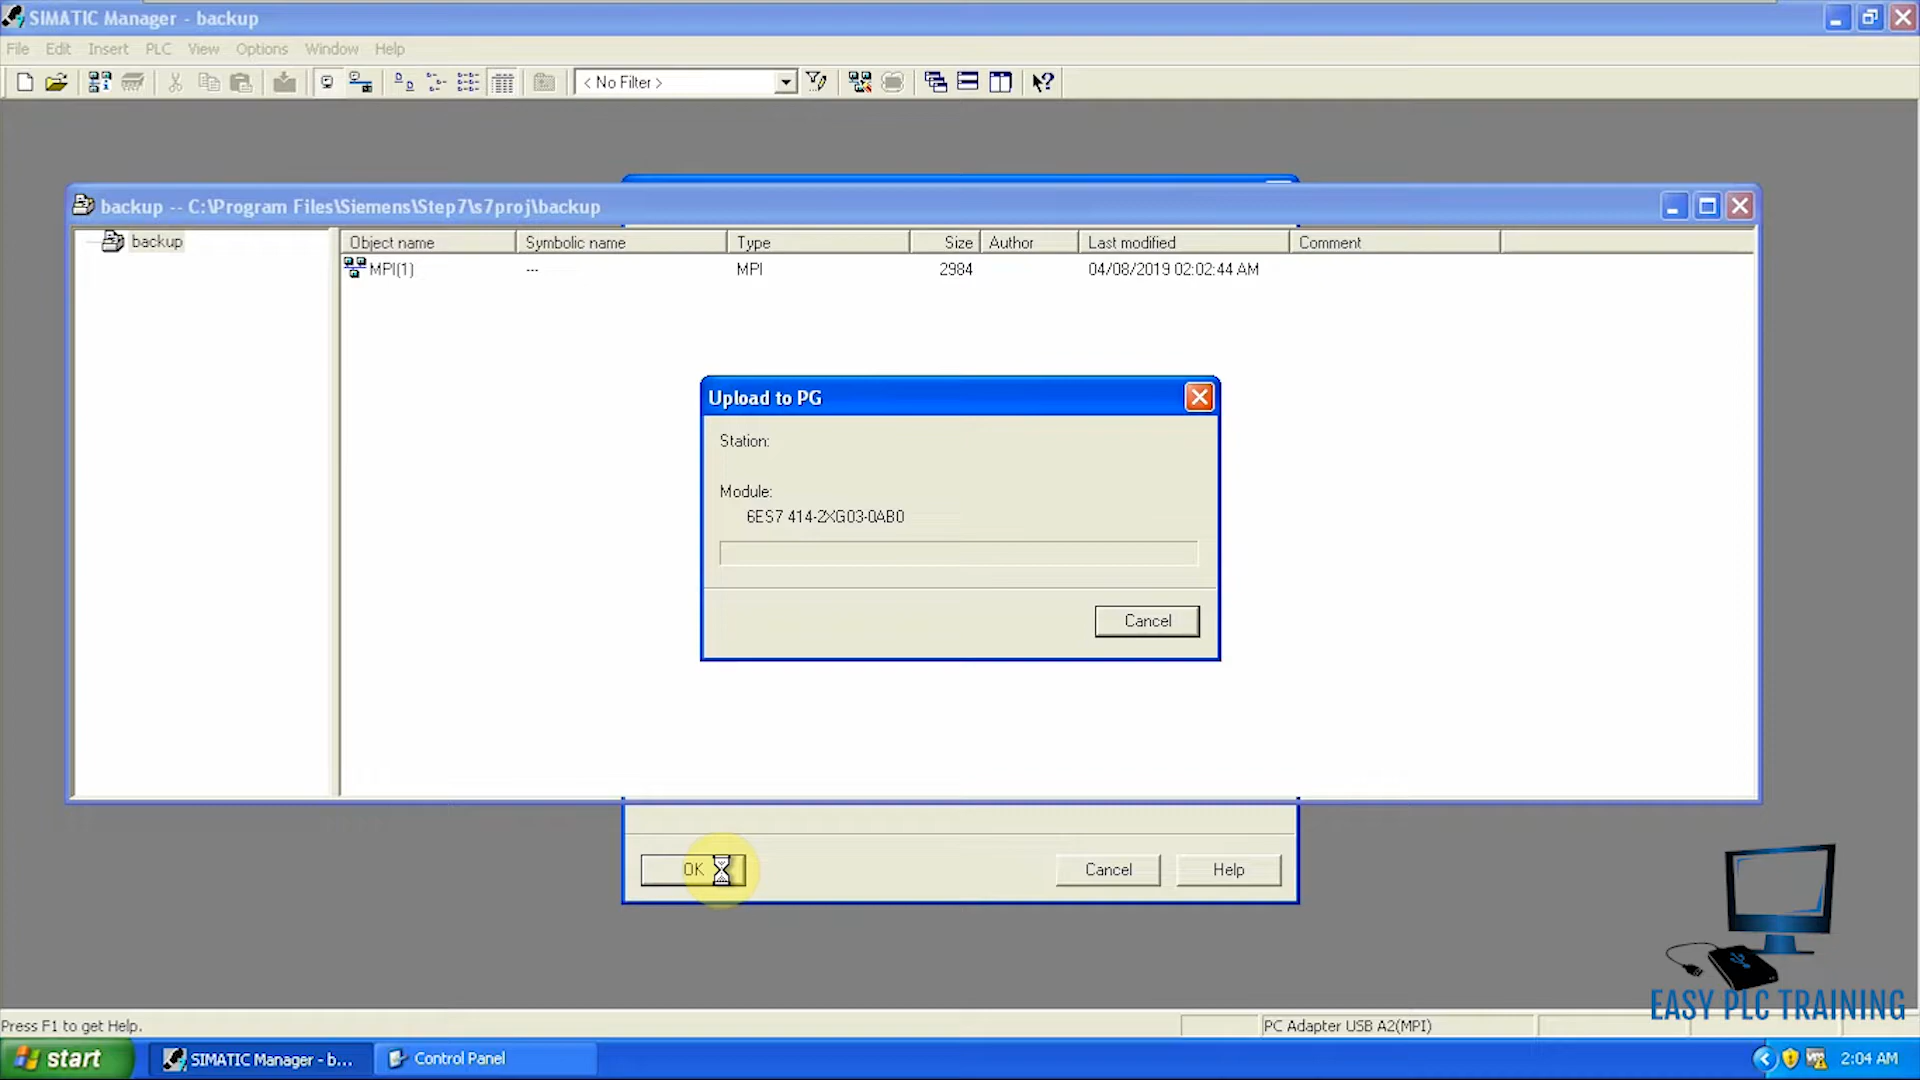 SIMATIC Manager - backup
File Edit Insert PLC View Options Window Help
< No Filter >
backup -- C:\Program Files\Siemens\Step7\s7proj\backup
backup
Object name Symbolic name Type Size Author Last modified Comment
MPI(1) --- MPI 2984 04/08/2019 02:02:44 AM
Upload to PG
Station:
Module:
6ES7 414-2XG03-0AB0
Cancel
OK Cancel Help
EASY PLC TRAINING
Press F1 to get Help. PC Adapter USB A2(MPI)
start SIMATIC Manager - b... Control Panel 2:04 AM